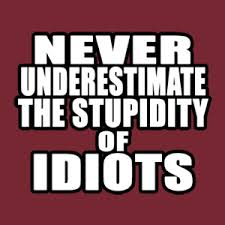 NEVER
UNDERESTIMATE
THE STUPIDITY
OF
IDIOTS